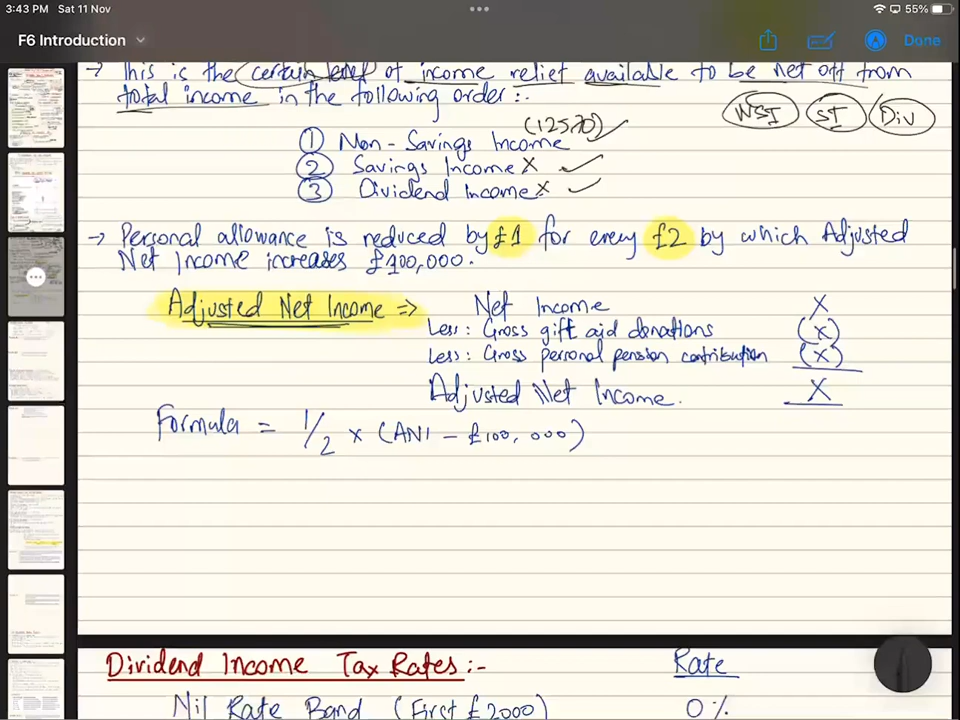 3:43 PM Sat 11 Nov
55%
F6 Introduction
Done
→ This is the certain level of income relief available to be Net off from
total income in the following order:-
NSI ST Div
(12570)
① Non-Savings Income
② Savings Income x ✓
③ Dividend Income x ✓
→ Personal allowance is reduced by £1 for every £2 by which Adjusted
Net Income increases £100,000.
Adjusted Net Income => Net Income X
Less: Gross gift aid donations (x)
Less: Gross personal pension contribution (x)
Adjusted Net Income. X
Formula = 1/2 x (ANI - £100,000)
Dividend Income Tax Rates:- Rate
Nil Rate Band (First £2000) 0%